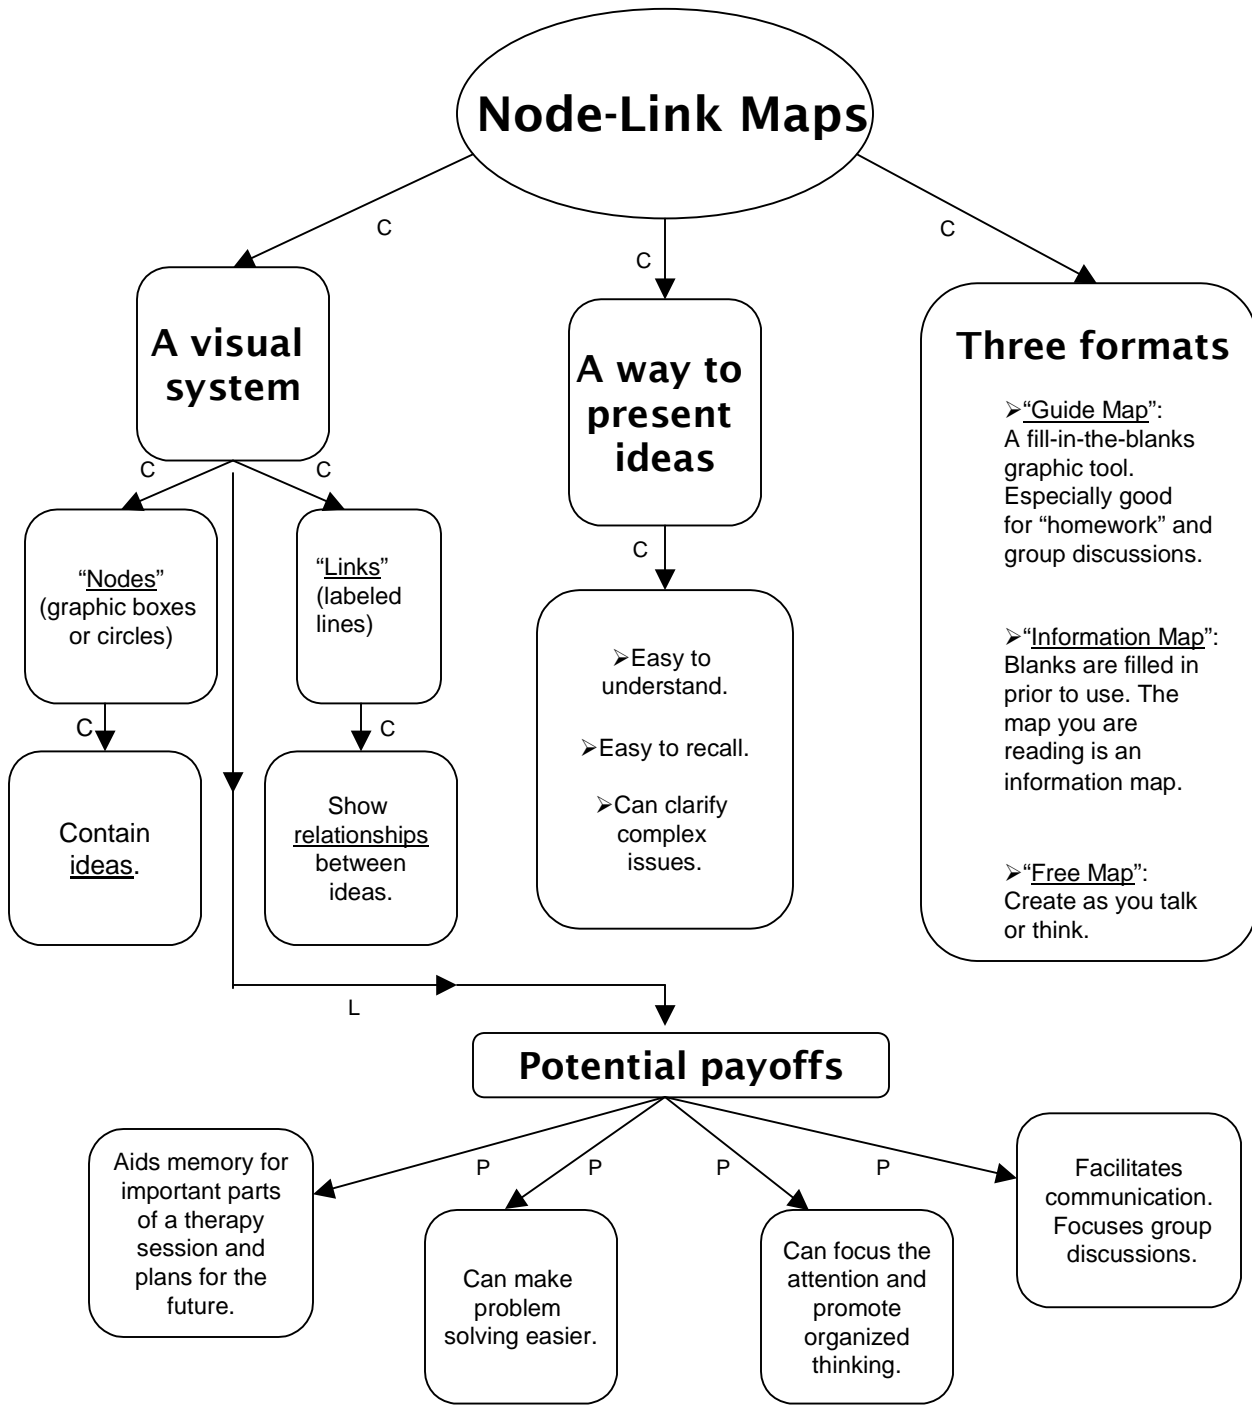 Node-Link Maps
C
C
C
A visual
system
A way to
present
ideas
Three formats
➢"Guide Map":
A fill-in-the-blanks
graphic tool.
Especially good
for "homework" and
group discussions.
➢"Information Map":
Blanks are filled in
prior to use. The
map you are
reading is an
information map.
➢"Free Map":
Create as you talk
or think.
C
C
C
"Nodes"
(graphic boxes
or circles)
"Links"
(labeled
lines)
➢Easy to
understand.
➢Easy to recall.
➢Can clarify
complex
issues.
C
C
Contain
ideas.
Show
relationships
between
ideas.
L
Potential payoffs
P
P
P
P
Aids memory for
important parts
of a therapy
session and
plans for the
future.
Can make
problem
solving easier.
Can focus the
attention and
promote
organized
thinking.
Facilitates
communication.
Focuses group
discussions.